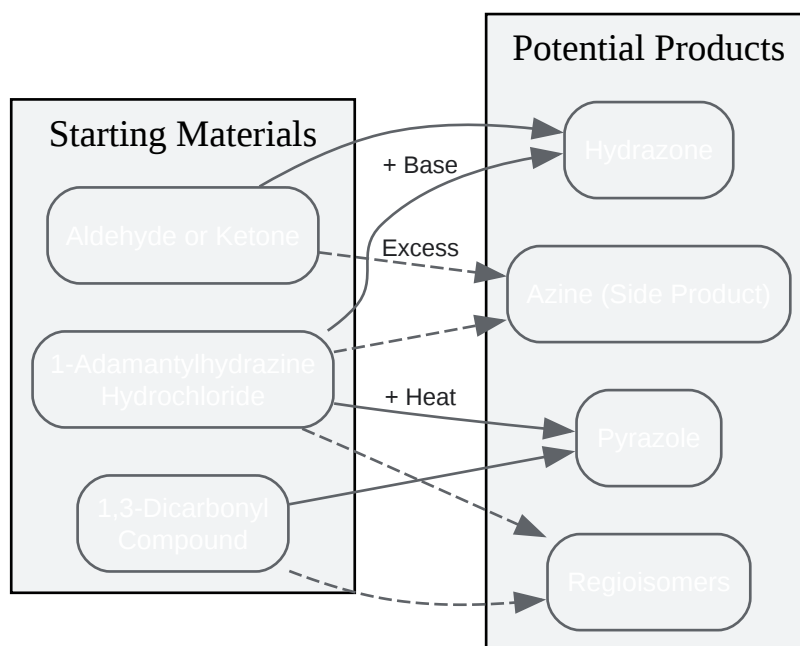 Potential Products
Starting Materials
Hydrazone
+ Base
Aldehyde or Ketone
Excess
Azine (Side Product)
1-Adamantylhydrazine
Hydrochloride
+ Heat
Pyrazole
1,3-Dicarbonyl
Compound
Regioisomers